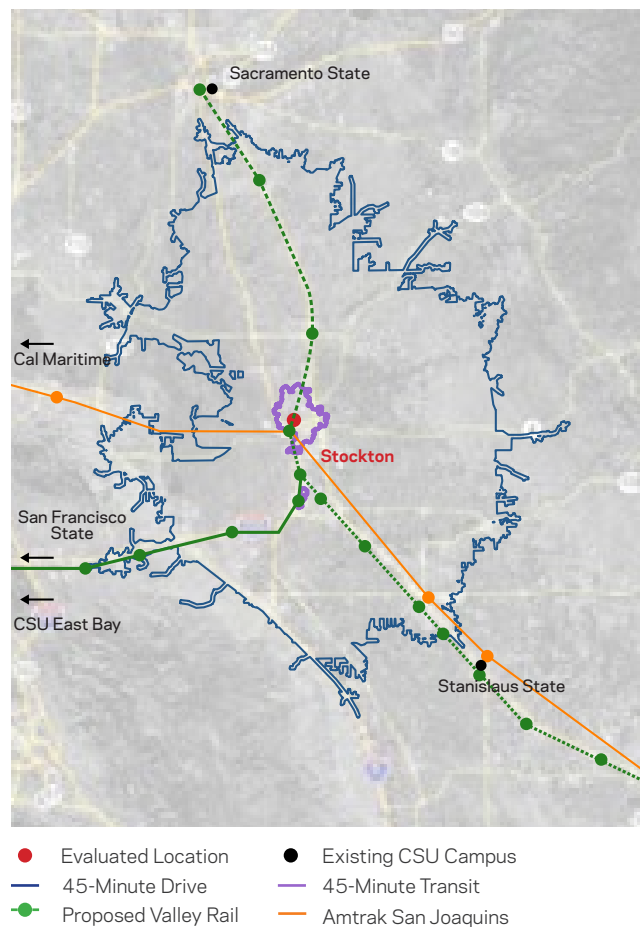 Sacramento State
Cal Maritime
Stockton
San Francisco
State
CSU East Bay
Stanislaus State
Evaluated Location
Existing CSU Campus
45-Minute Drive
45-Minute Transit
Proposed Valley Rail
Amtrak San Joaquins